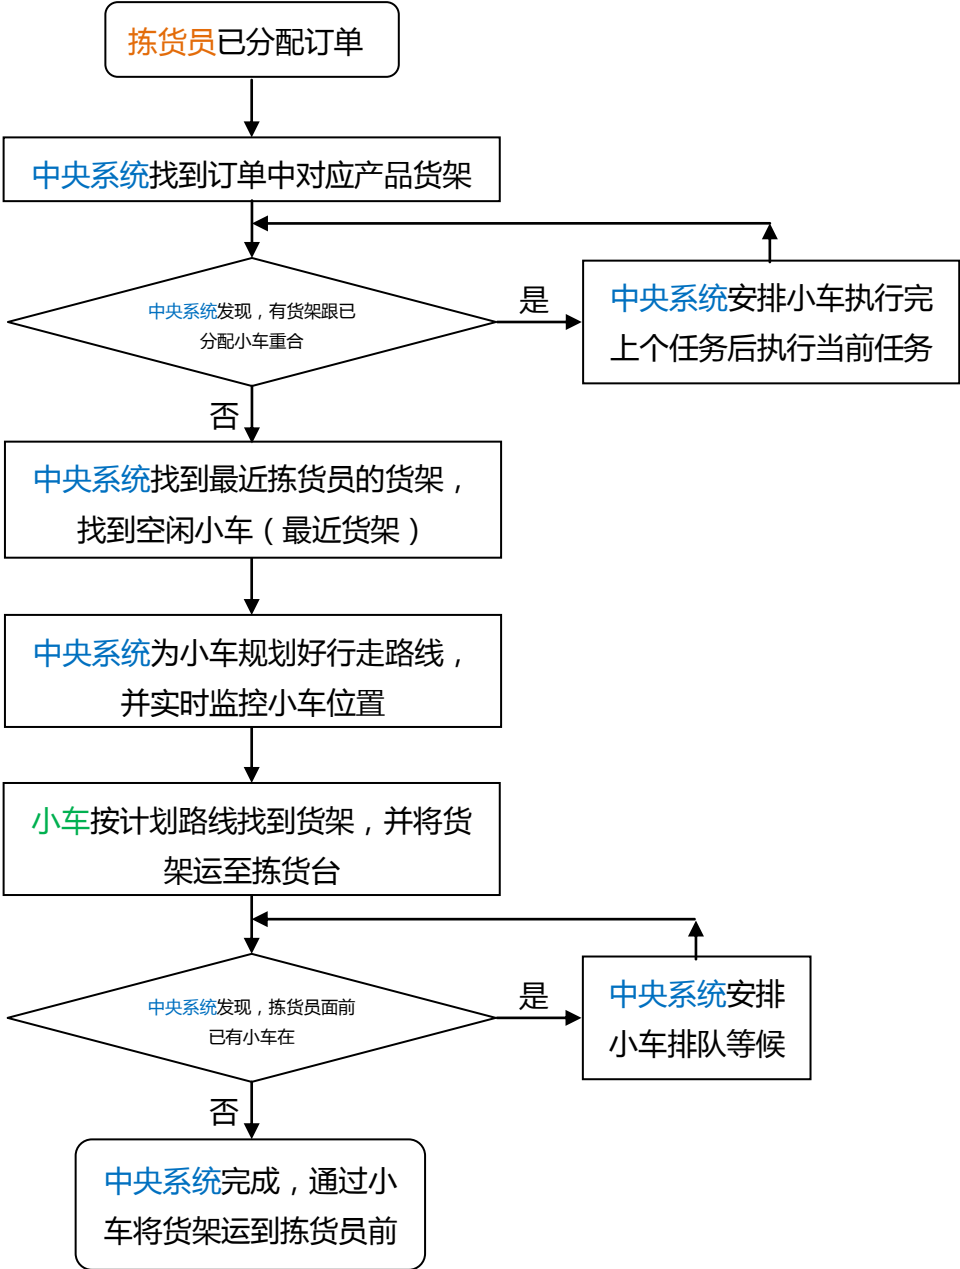 拣货员已分配订单
中央系统找到订单中对应产品货架
中央系统发现，有货架跟已
分配小车重合
是
中央系统安排小车执行完
上个任务后执行当前任务
否
中央系统找到最近拣货员的货架，
找到空闲小车（最近货架）
中央系统为小车规划好行走路线，
并实时监控小车位置
小车按计划路线找到货架，并将货
架运至拣货台
中央系统发现，拣货员面前
已有小车在
是
中央系统安排
小车排队等候
否
中央系统完成，通过小
车将货架运到拣货员前